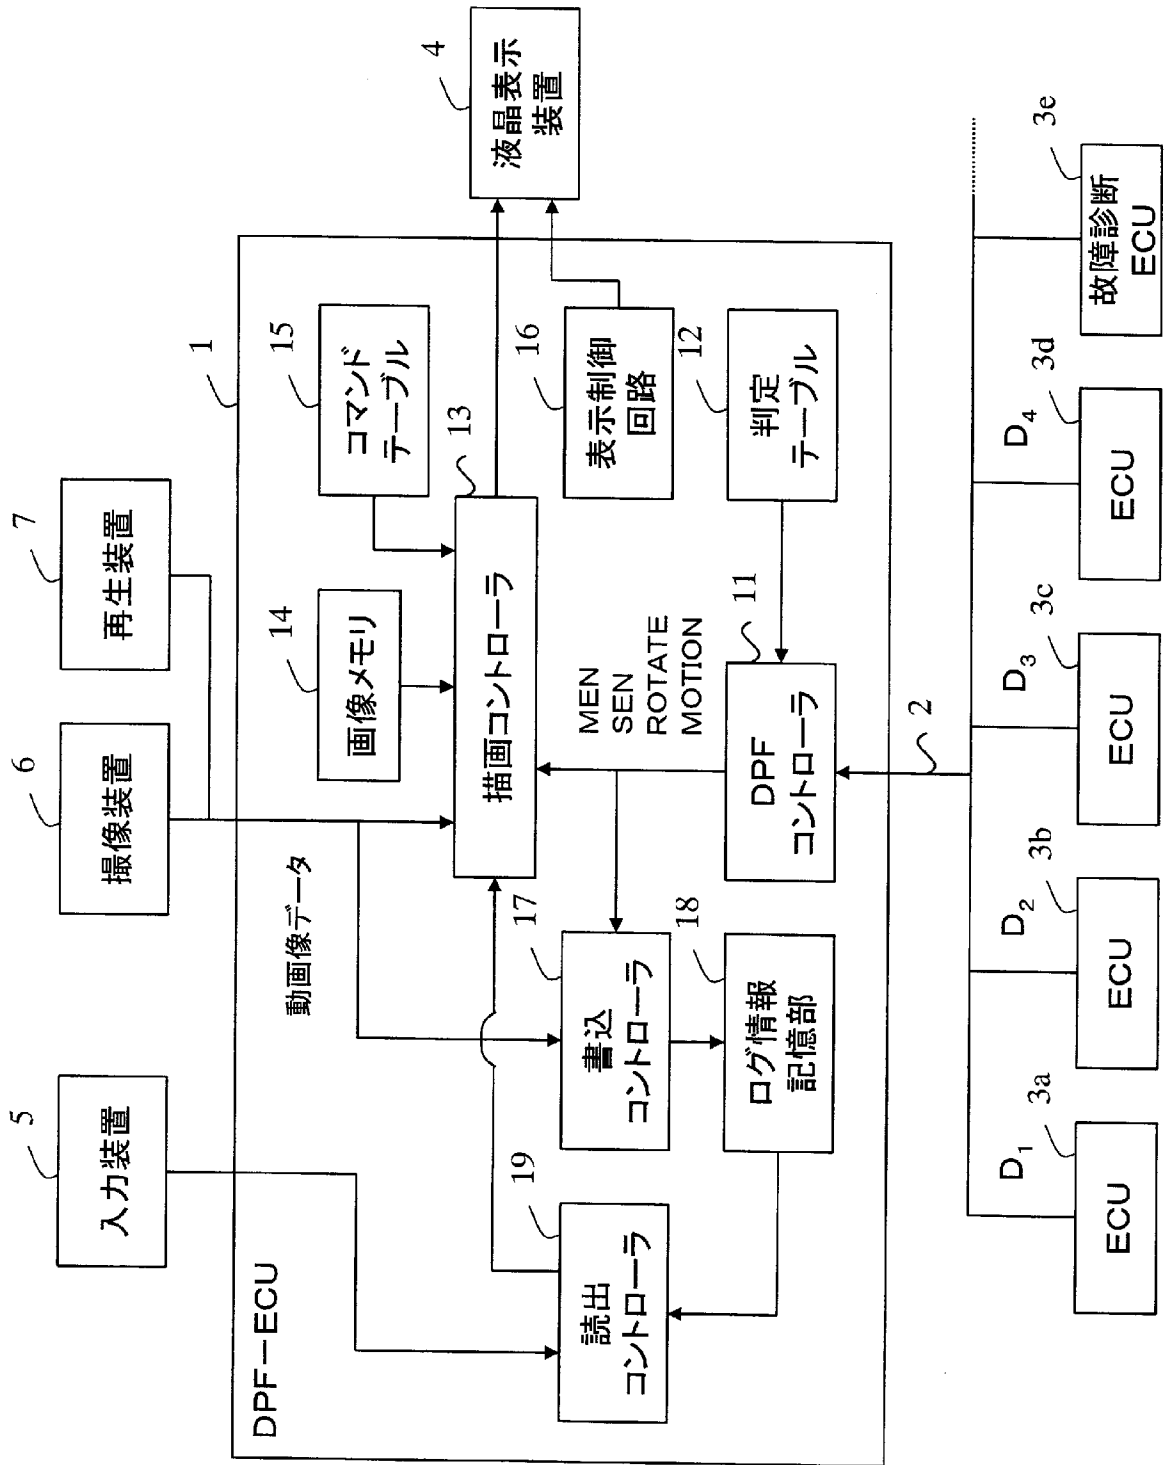 5
入力装置
6
撮像装置
7
再生装置
1
DPF－ECU
動画像データ
14
画像メモリ
15
コマンド
テーブル
13
描画コントローラ
4
液晶表示
装置
16
表示制御
回路
19
読出
コントローラ
17
書込
コントローラ
18
ログ情報
記憶部
MEN
SEN
ROTATE
MOTION
11
DPF
コントローラ
12
判定
テーブル
2
D1
3a
ECU
D2
3b
ECU
D3
3c
ECU
D4
3d
ECU
3e
故障診断
ECU